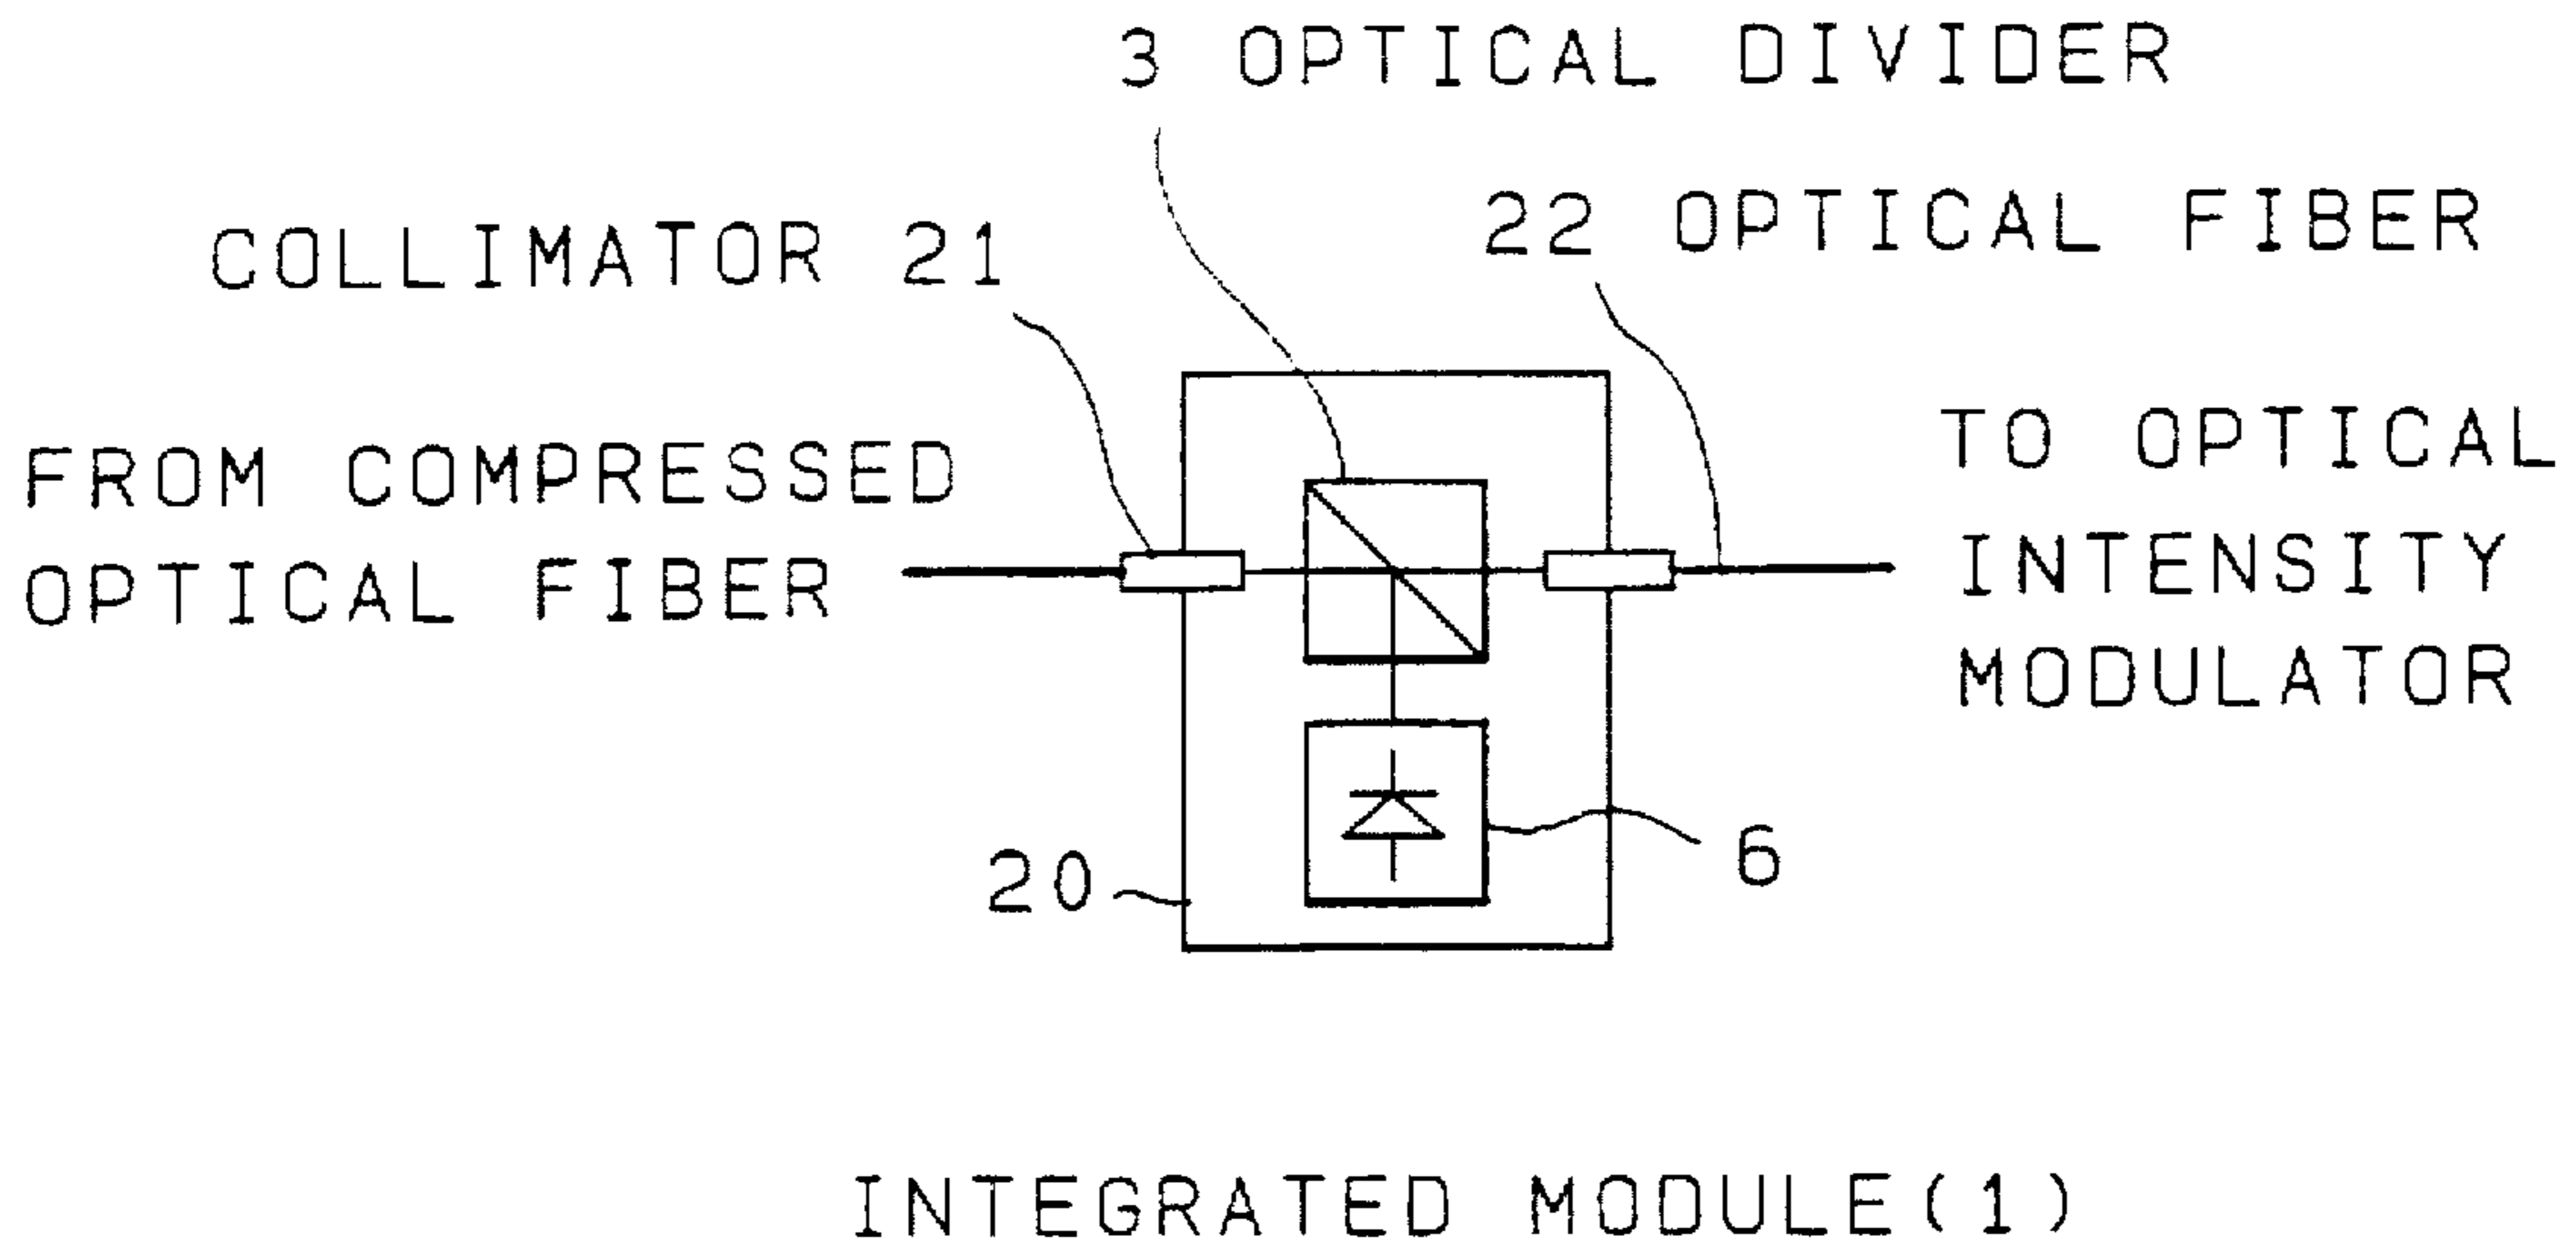 3 OPTICAL DIVIDER
22 OPTICAL FIBER
COLLIMATOR 21
FROM COMPRESSED
OPTICAL FIBER
TO OPTICAL
INTENSITY
MODULATOR
20
6
INTEGRATED MODULE(1)